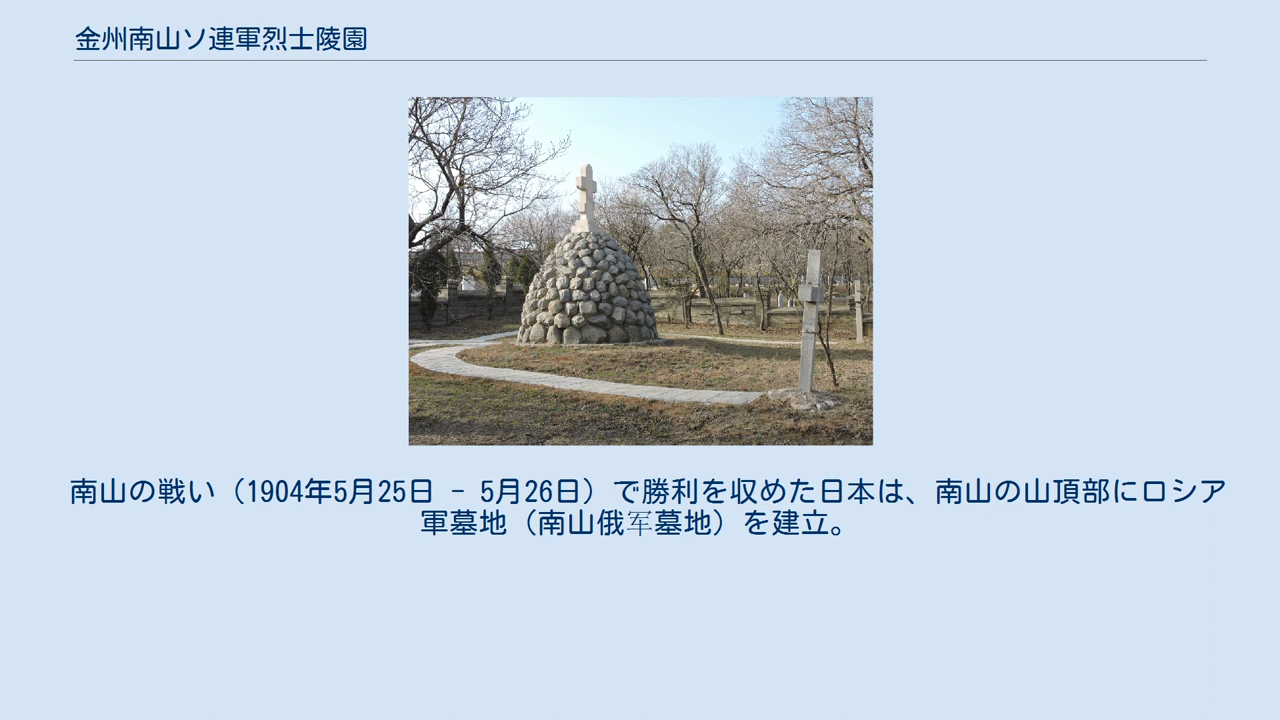 金州南山ソ連軍烈士陵園
南山の戦い（1904年5月25日 - 5月26日）で勝利を収めた日本は、南山の山頂部にロシア
軍墓地（南山俄军墓地）を建立。